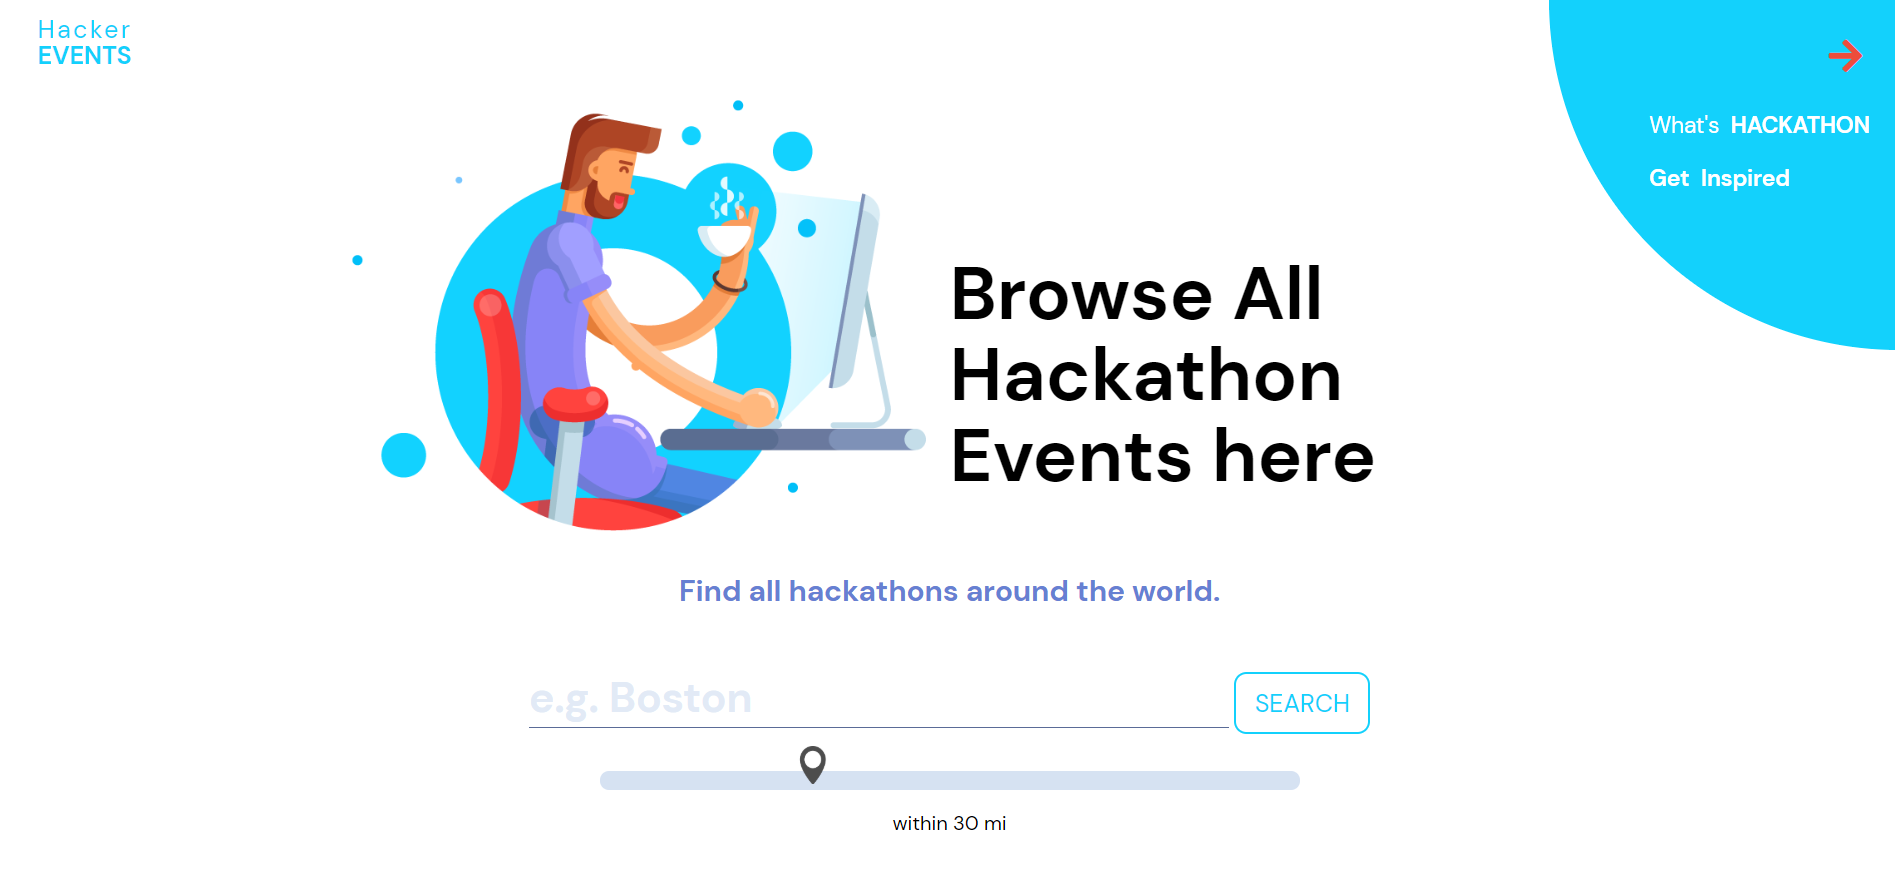 Hacker
EVENTS
What's HACKATHON
Get Inspired
Browse All
Hackathon
Events here
Find all hackathons around the world.
e.g. Boston
SEARCH
within 30 mi